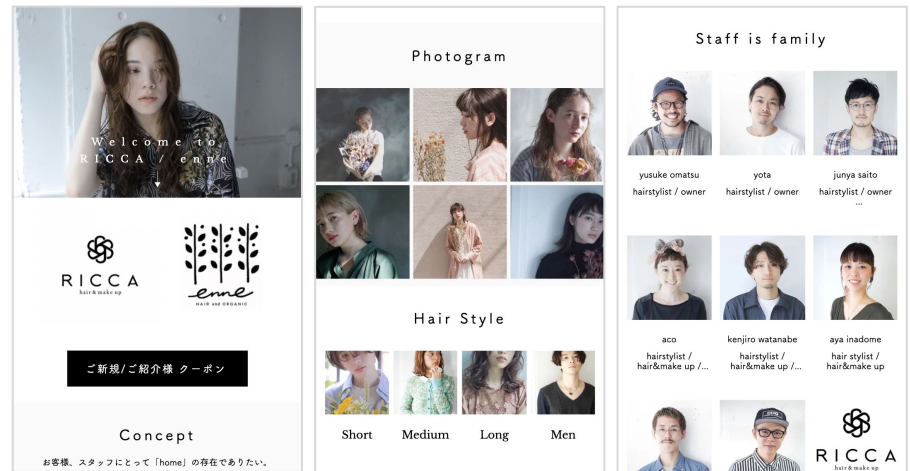 Welcome to
RICCA / enne
RICCA
hair&make up
enne
HAIR and ORGANIC
ご新規/ご紹介様 クーポン
Concept
お客様、スタッフにとって「home」の存在でありたい。
Photogram
Hair Style
Short
Medium
Long
Men
Staff is family
yusuke omatsu
hairstylist / owner
yota
hairstylist / owner
junya saito
hairstylist / owner
...
aco
hairstylist /
hair&make up /...
kenjiro watanabe
hairstylist /
hair&make up /...
aya inadome
hair stylist /
hair&make up
RICCA
hair&make up